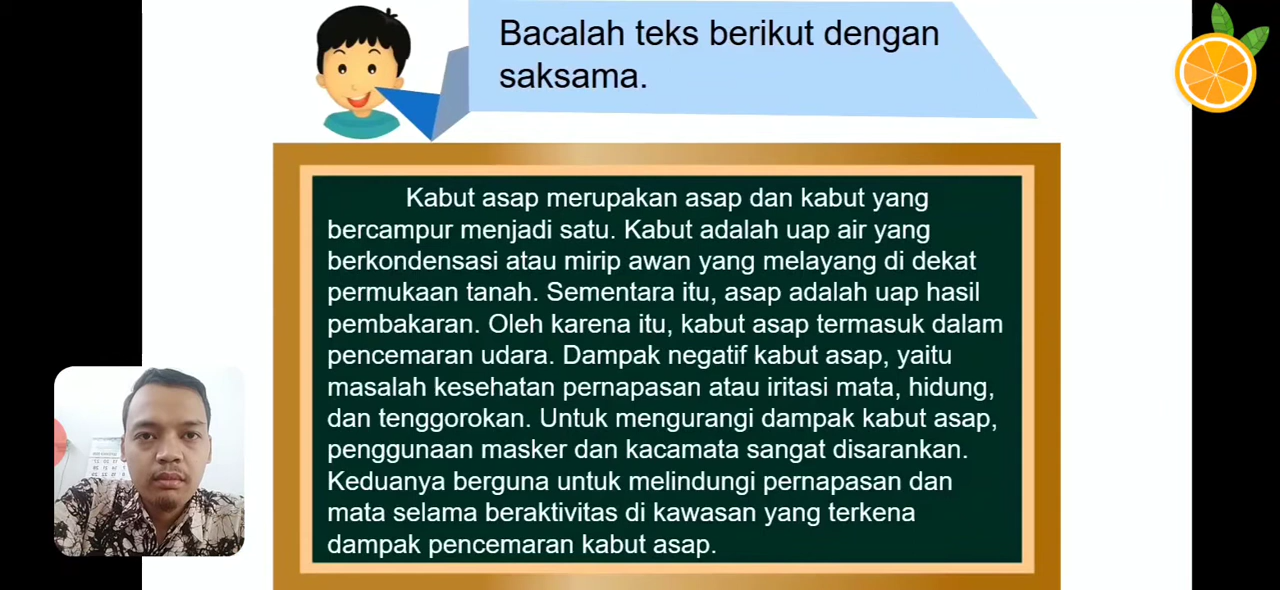 Bacalah teks berikut dengan
saksama.
Kabut asap merupakan asap dan kabut yang
bercampur menjadi satu. Kabut adalah uap air yang
berkondensasi atau mirip awan yang melayang di dekat
permukaan tanah. Sementara itu, asap adalah uap hasil
pembakaran. Oleh karena itu, kabut asap termasuk dalam
pencemaran udara. Dampak negatif kabut asap, yaitu
masalah kesehatan pernapasan atau iritasi mata, hidung,
dan tenggorokan. Untuk mengurangi dampak kabut asap,
penggunaan masker dan kacamata sangat disarankan.
Keduanya berguna untuk melindungi pernapasan dan
mata selama beraktivitas di kawasan yang terkena
dampak pencemaran kabut asap.